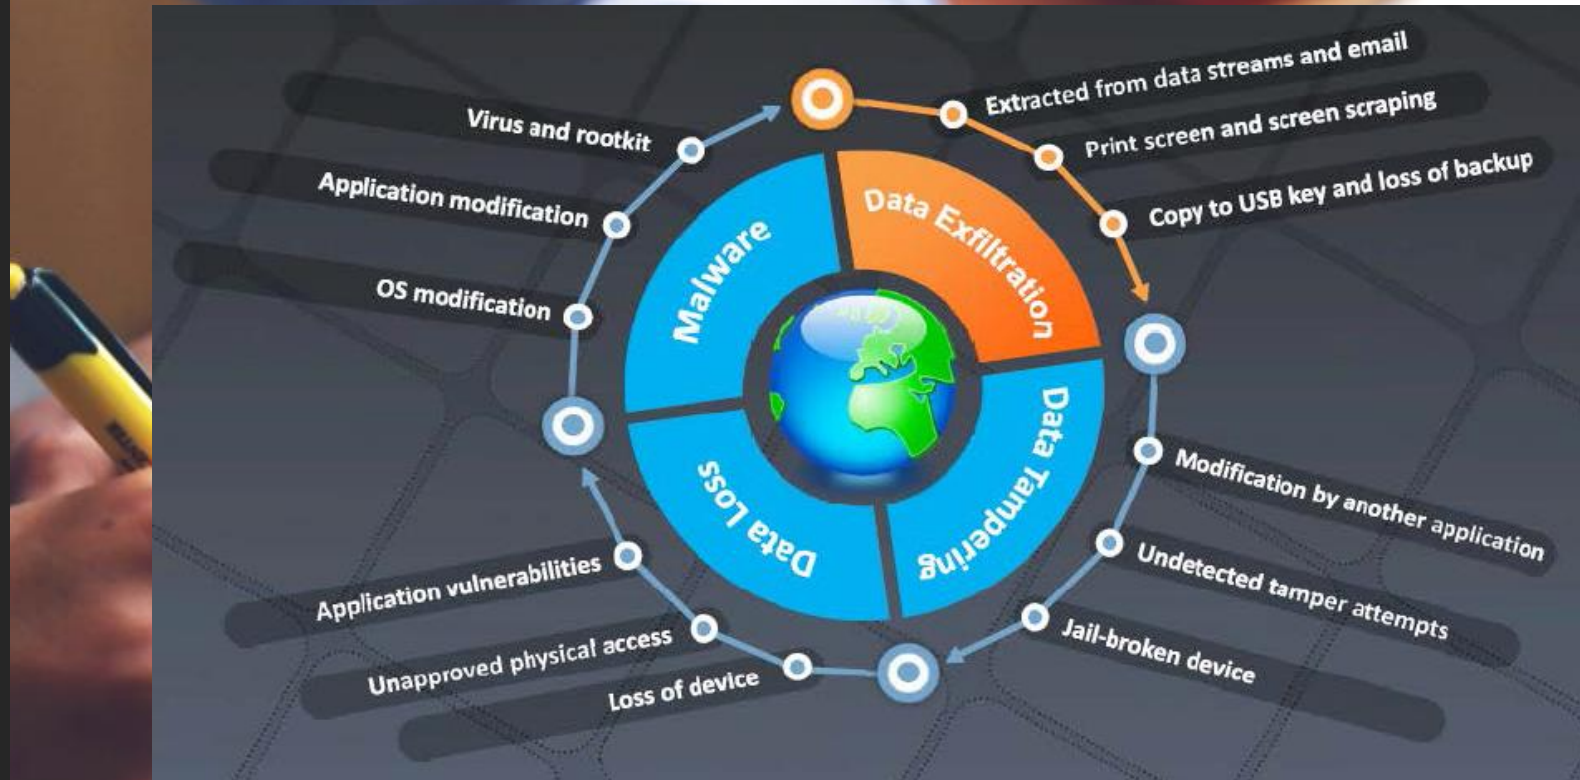 Virus and rootkit
Application modification
OS modification
Malware
Data Exfiltration
Extracted from data streams and email
Print screen and screen scraping
Copy to USB key and loss of backup
Data Loss
Data Tampering
Modification by another application
Undetected tamper attempts
Jail-broken device
Application vulnerabilities
Unapproved physical access
Loss of device